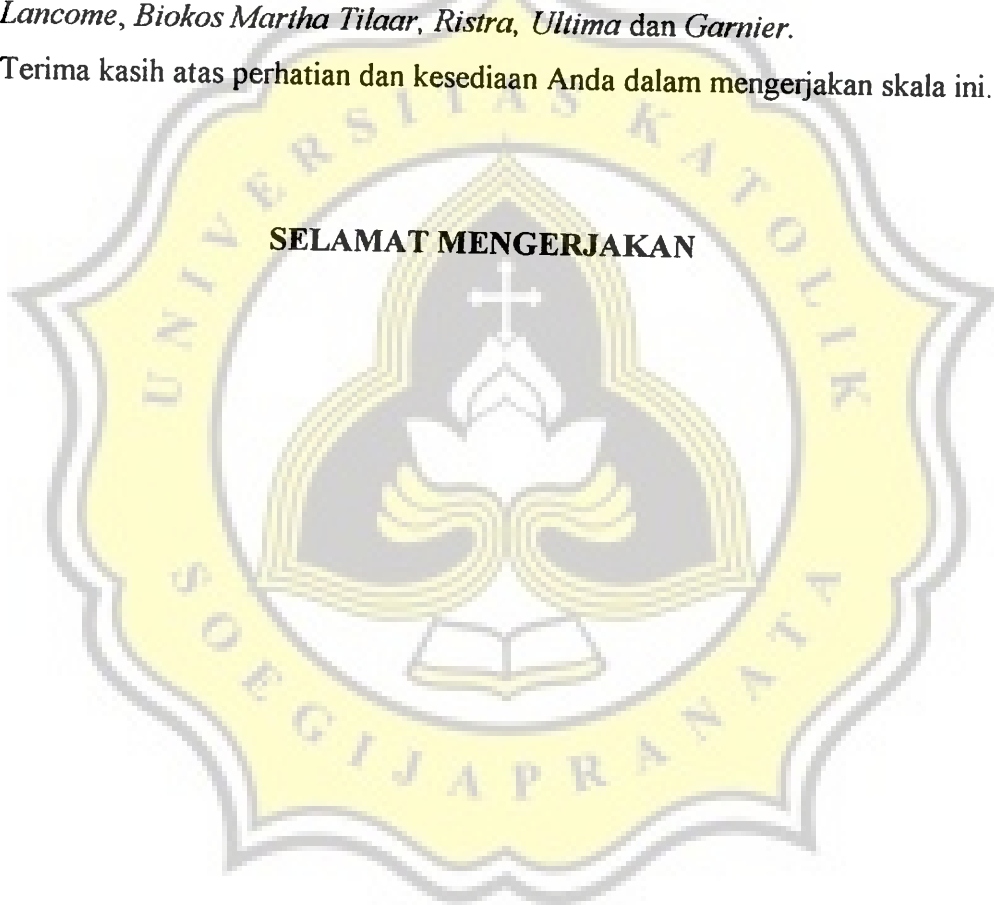 Lancome, Biokos Martha Tilaar, Ristra, Ultima dan Garnier.
Terima kasih atas perhatian dan kesediaan Anda dalam mengerjakan skala ini.
SELAMAT MENGERJAKAN
UNIVERSITAS KATOLIK
SOEGIJAPRANATA